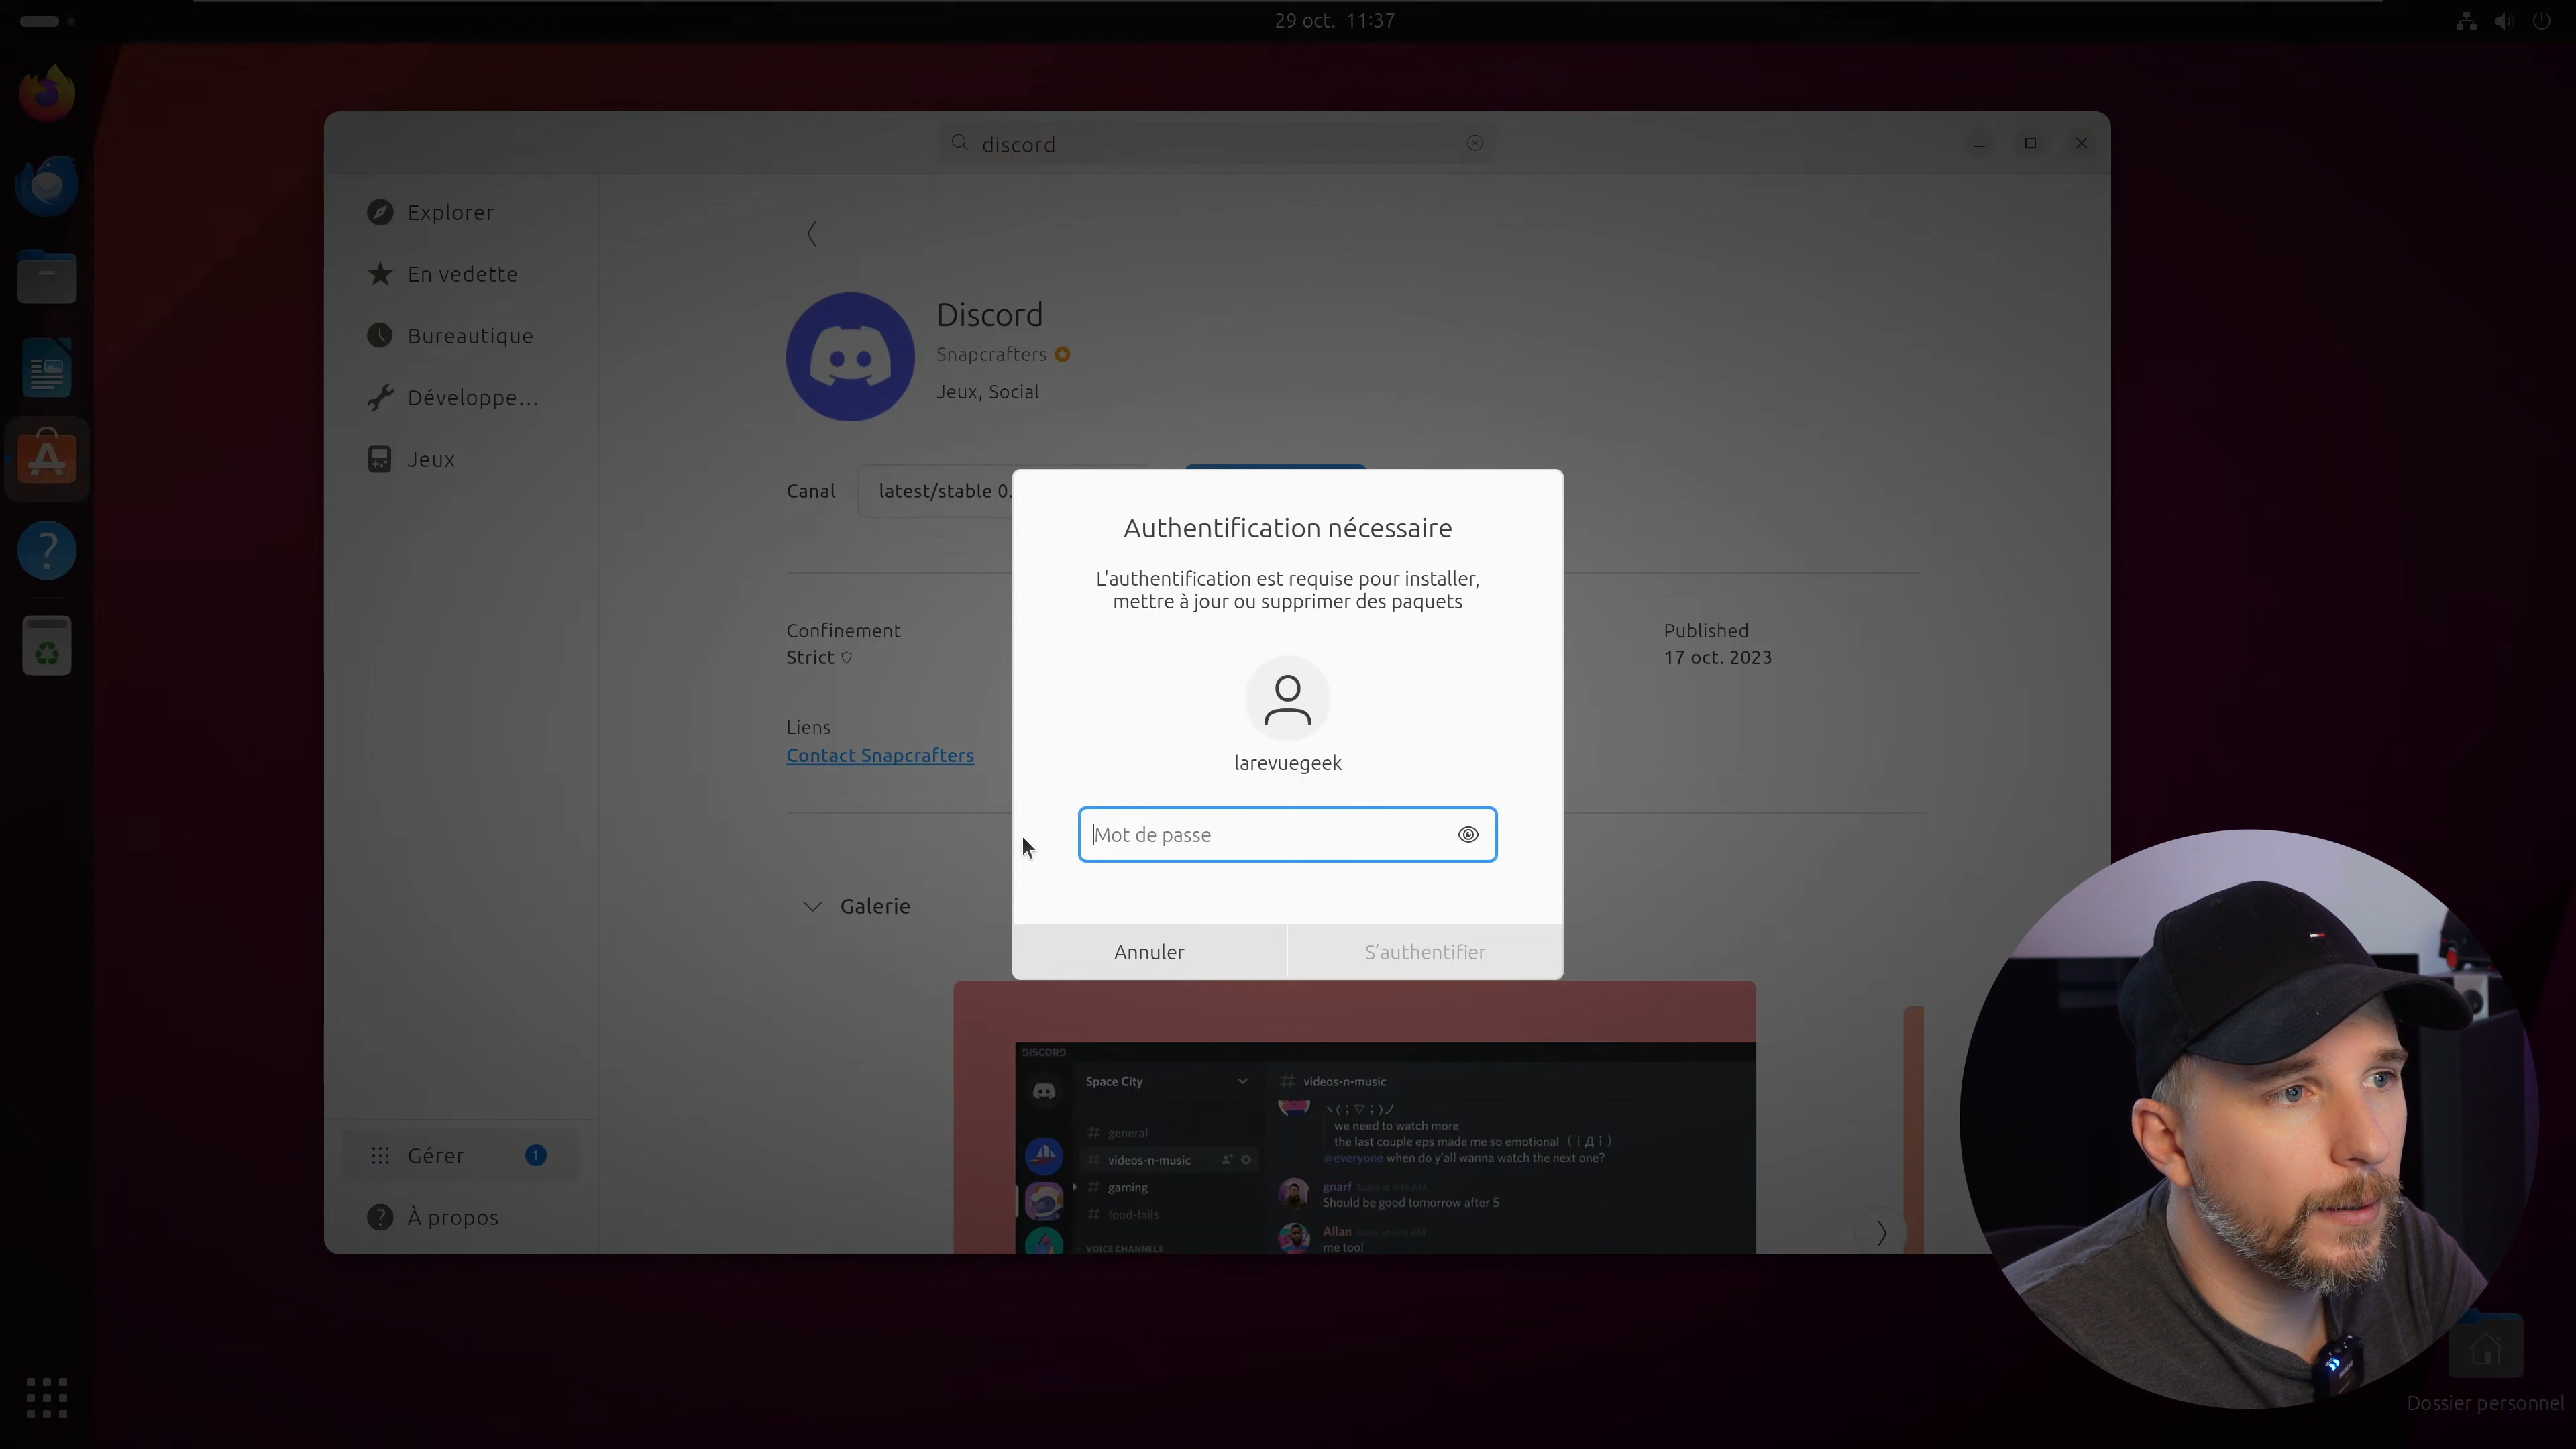 29 oct. 11:37
discord
Explorer
En vedette
Bureautique
Développe...
Jeux
Discord
Snapcrafters
Jeux, Social
Canal
latest/stable 0.
Authentification nécessaire
L'authentification est requise pour installer,
mettre à jour ou supprimer des paquets
larevuegeek
Mot de passe
Annuler
S'authentifier
Confinement
Strict
Published
17 oct. 2023
Liens
Contact Snapcrafters
Galerie
DISCORD
Space City
general
videos-n-music
gaming
food-fails
VOICE CHANNELS
videos-n-music
ヽ(；▽；)ノ
we need to watch more
the last couple eps made me so emotional (ｉДｉ)
@everyone when do y'all wanna watch the next one?
gnarf
Should be good tomorrow after 5
Allan
me too!
Gérer
1
À propos
Dossier personnel